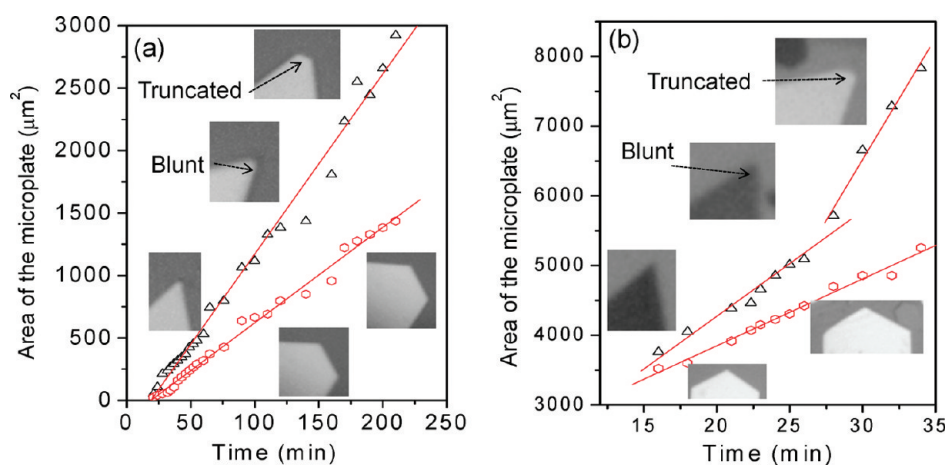 (a)
Truncated
Blunt
Area of the microplate (μm²)
3000
2500
2000
1500
1000
500
0
0 50 100 150 200 250
Time (min)
(b)
Truncated
Blunt
Area of the microplate (μm²)
8000
7000
6000
5000
4000
3000
15 20 25 30 35
Time (min)